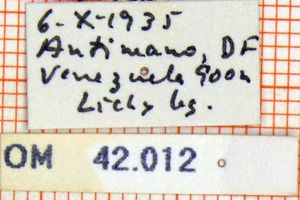 6-X-1935
Antimano, DF
Venezuela 900m
Lichy leg.
OM 42.012